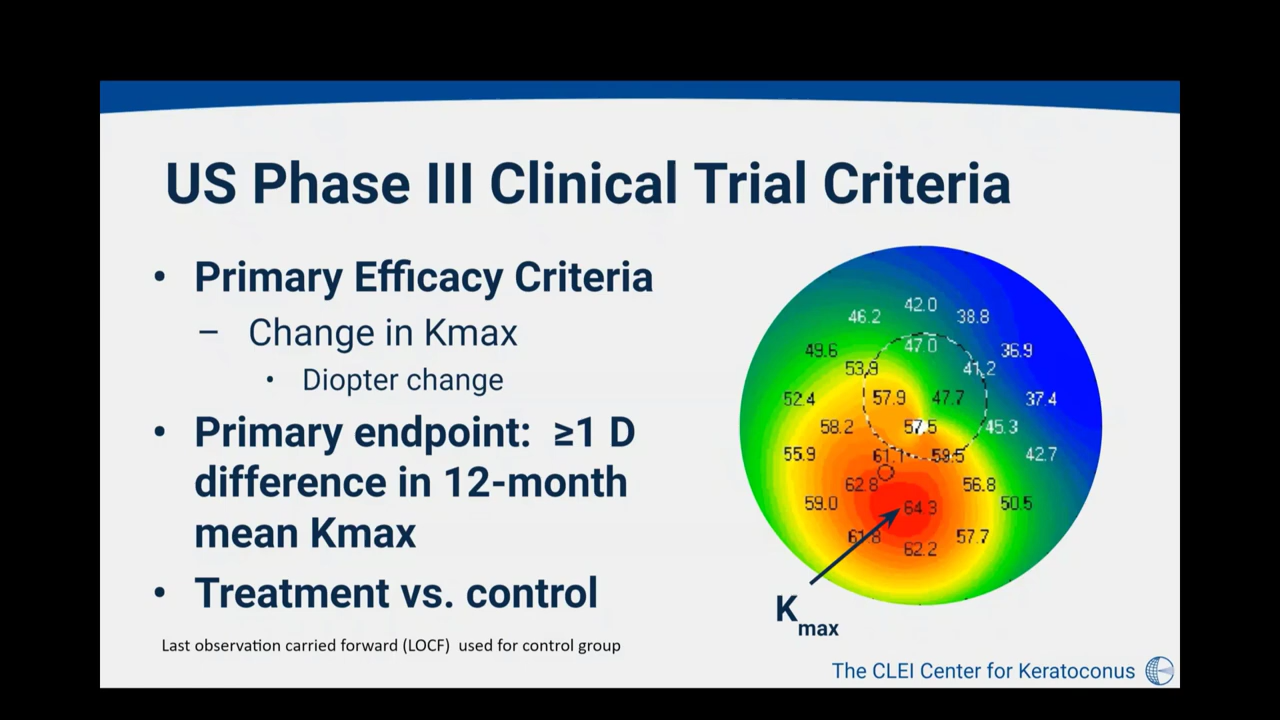 US Phase III Clinical Trial Criteria
• Primary Efficacy Criteria
– Change in Kmax
• Diopter change
• Primary endpoint: ≥1 D
difference in 12-month
mean Kmax
• Treatment vs. control
Last observation carried forward (LOCF) used for control group
42.0
46.2 38.8
47.0
49.6 36.9
53.9 41.2
52.4 57.9 47.7 37.4
58.2 57.5 45.3
55.9 61.1 59.5 42.7
62.8 56.8
59.0 64.3 50.5
61.8 57.7
62.2
Kmax
The CLEI Center for Keratoconus